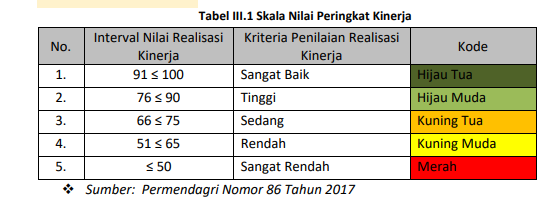 Tabel III.1 Skala Nilai Peringkat Kinerja
No. Interval Nilai Realisasi Kinerja Kriteria Penilaian Realisasi Kinerja Kode
1. 91 ≤ 100 Sangat Baik Hijau Tua
2. 76 ≤ 90 Tinggi Hijau Muda
3. 66 ≤ 75 Sedang Kuning Tua
4. 51 ≤ 65 Rendah Kuning Muda
5. ≤ 50 Sangat Rendah Merah
❖ Sumber: Permendagri Nomor 86 Tahun 2017